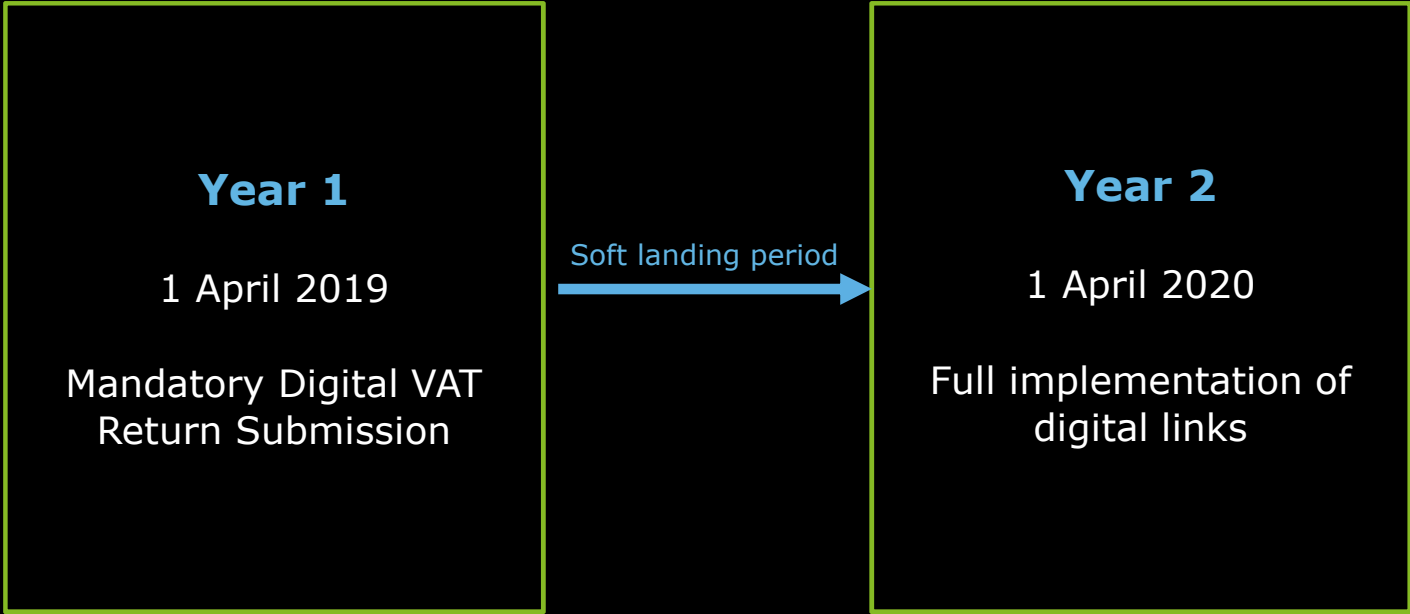 Year 1
1 April 2019
Mandatory Digital VAT
Return Submission
Soft landing period
Year 2
1 April 2020
Full implementation of
digital links